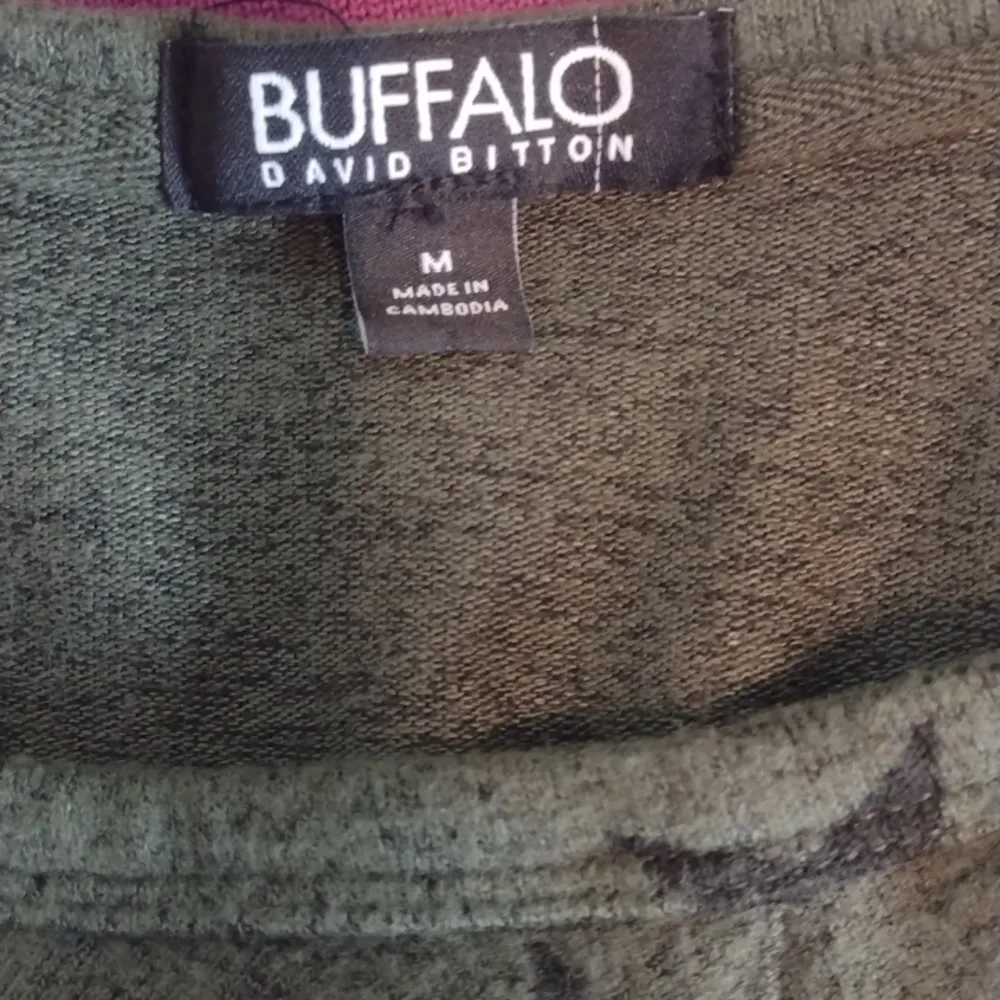 BUFFALO
DAVID BITTON
M
MADE IN
CAMBODIA